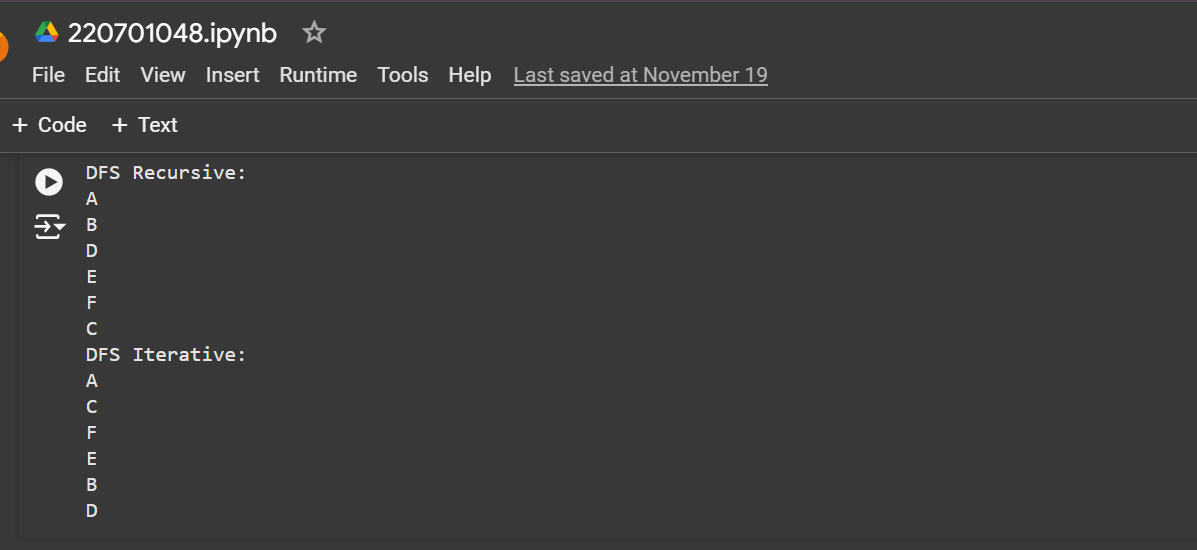 220701048.ipynb
File Edit View Insert Runtime Tools Help Last saved at November 19
+ Code + Text
DFS Recursive:
A
B
D
E
F
C
DFS Iterative:
A
C
F
E
B
D